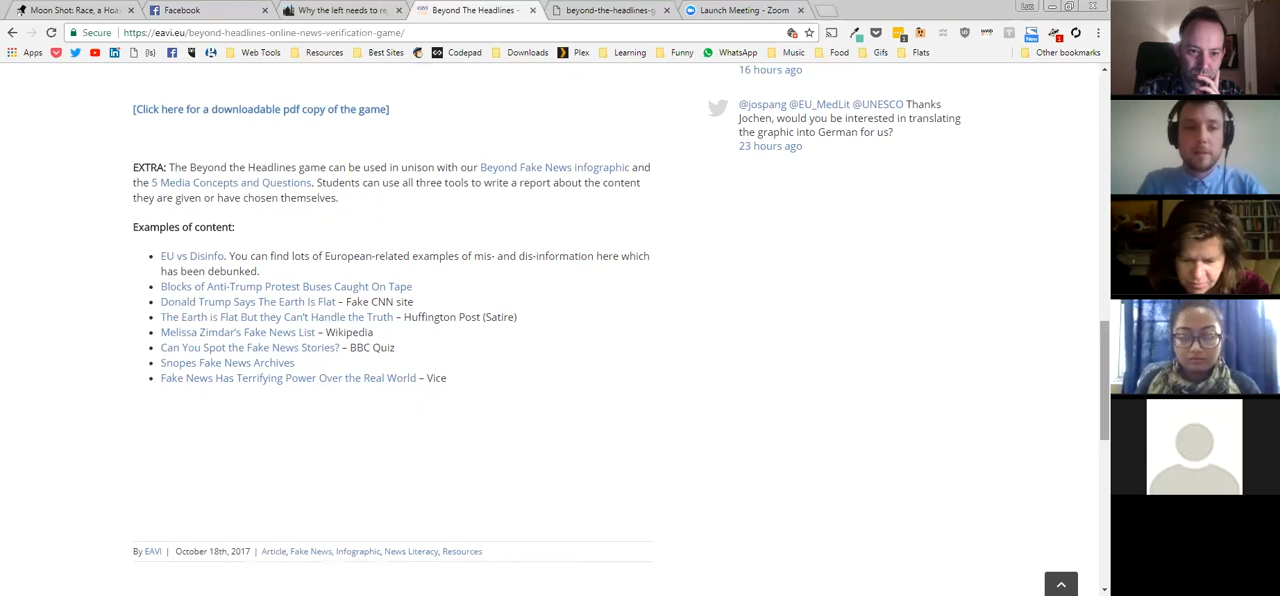 Moon Shot: Race, a Hoa
Facebook
Why the left needs to re
Beyond The Headlines -
beyond-the-headlines-g
Launch Meeting - Zoom
Luc
Secure
https://eavi.eu/beyond-headlines-online-news-verification-game/
Apps
(ls)
Web Tools
Resources
Best Sites
Codepad
Downloads
Plex
Learning
Funny
WhatsApp
Music
Food
Gifs
Flats
Other bookmarks
16 hours ago
[Click here for a downloadable pdf copy of the game]
@jospang @EU_MedLit @UNESCO Thanks
Jochen, would you be interested in translating
the graphic into German for us?
23 hours ago
EXTRA: The Beyond the Headlines game can be used in unison with our Beyond Fake News infographic and
the 5 Media Concepts and Questions. Students can use all three tools to write a report about the content
they are given or have chosen themselves.
Examples of content:
• EU vs Disinfo. You can find lots of European-related examples of mis- and dis-information here which
has been debunked.
• Blocks of Anti-Trump Protest Buses Caught On Tape
• Donald Trump Says The Earth Is Flat – Fake CNN site
• The Earth is Flat But they Can't Handle the Truth – Huffington Post (Satire)
• Melissa Zimdar's Fake News List – Wikipedia
• Can You Spot the Fake News Stories? – BBC Quiz
• Snopes Fake News Archives
• Fake News Has Terrifying Power Over the Real World – Vice
By EAVI | October 18th, 2017 | Article, Fake News, Infographic, News Literacy, Resources